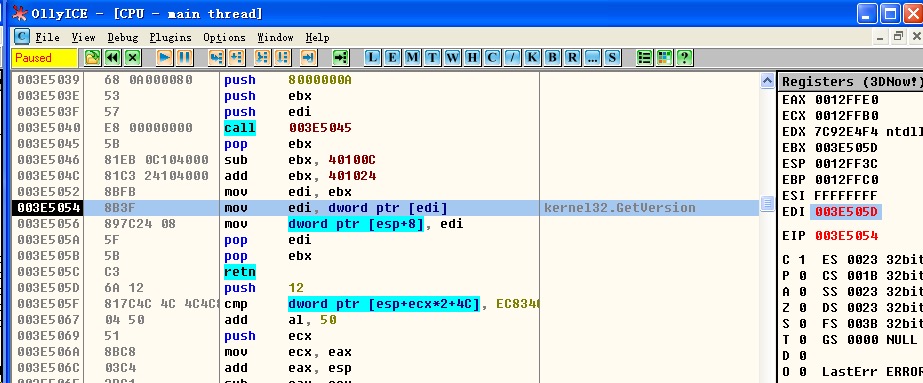 OllyICE - [CPU - main thread]
File View Debug Plugins Options Window Help
Paused L E M T W H C / K B R ... S ?
003E5039 68 0A000080 push 8000000A Registers (3DNow!)
003E503E 53 push ebx EAX 0012FFE0
003E503F 57 push edi ECX 0012FFB0
003E5040 E8 00000000 call 003E5045 EDX 7C92E4F4 ntdll
003E5045 5B pop ebx EBX 003E505D
003E5046 81EB 0C104000 sub ebx, 40100C ESP 0012FF3C
003E504C 81C3 24104000 add ebx, 401024 EBP 0012FFC0
003E5052 8BFB mov edi, ebx ESI FFFFFFFF
003E5054 8B3F mov edi, dword ptr [edi] kernel32.GetVersion EDI 003E505D
003E5056 897C24 08 mov dword ptr [esp+8], edi EIP 003E5054
003E505A 5F pop edi
003E505B 5B pop ebx C 1 ES 0023 32bit
003E505C C3 retn P 0 CS 001B 32bit
003E505D 6A 12 push 12 A 0 SS 0023 32bit
003E505F 817C4C 4C 4C4C cmp dword ptr [esp+ecx*2+4C], EC834 Z 0 DS 0023 32bit
003E5067 04 50 add al, 50 S 0 FS 003B 32bit
003E5069 51 push ecx T 0 GS 0000 NULL
003E506A 8BC8 mov ecx, eax D 0
003E506C 03C4 add eax, esp O 0 LastErr ERROR